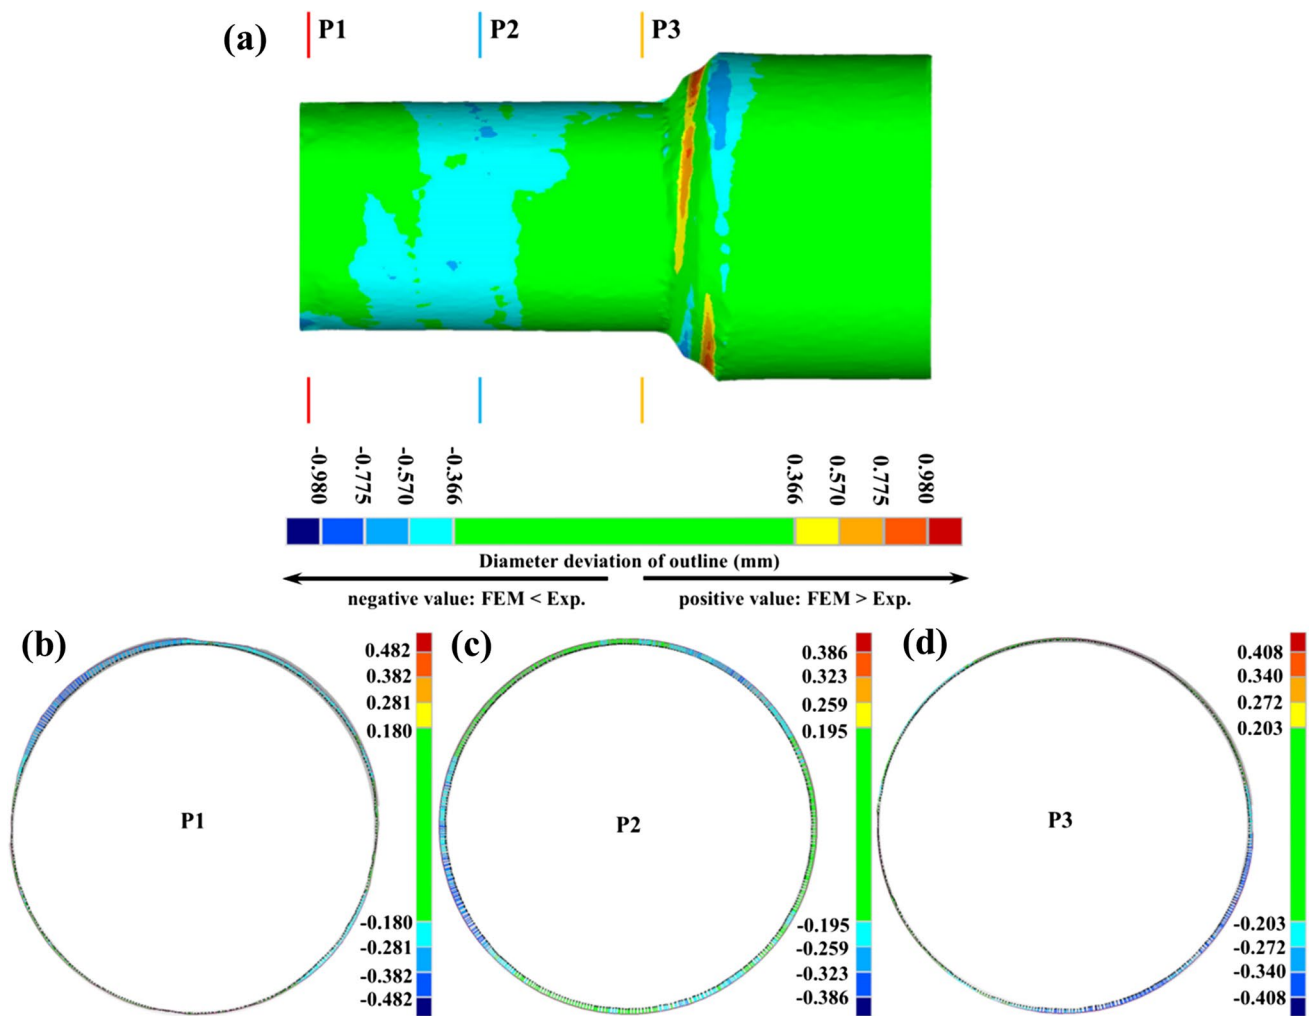 (a)
P1
P2
P3
-0.980
-0.775
-0.570
-0.366
0.366
0.570
0.775
0.980
Diameter deviation of outline (mm)
negative value: FEM < Exp.
positive value: FEM > Exp.
(b)
P1
0.482
0.382
0.281
0.180
-0.180
-0.281
-0.382
-0.482
(c)
P2
0.386
0.323
0.259
0.195
-0.195
-0.259
-0.323
-0.386
(d)
P3
0.408
0.340
0.272
0.203
-0.203
-0.272
-0.340
-0.408